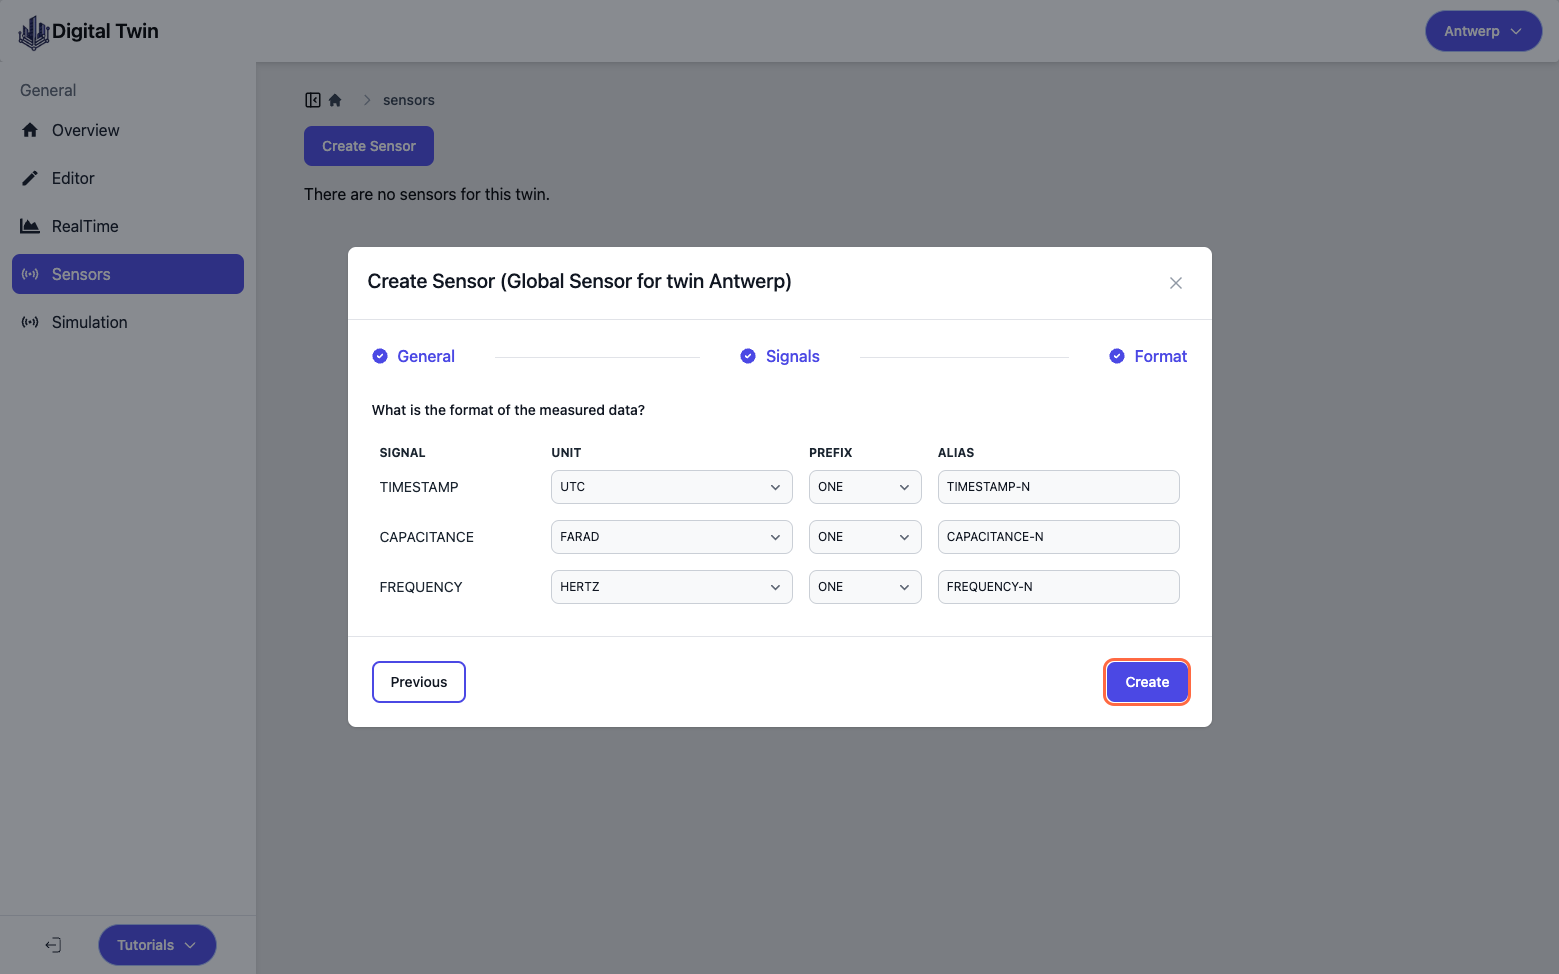 Digital Twin
Antwerp
General
Overview
Editor
RealTime
Sensors
Simulation
Tutorials
sensors
Create Sensor
There are no sensors for this twin.
Create Sensor (Global Sensor for twin Antwerp)
General Signals Format
What is the format of the measured data?
SIGNAL UNIT PREFIX ALIAS
TIMESTAMP UTC ONE TIMESTAMP-N
CAPACITANCE FARAD ONE CAPACITANCE-N
FREQUENCY HERTZ ONE FREQUENCY-N
Previous Create